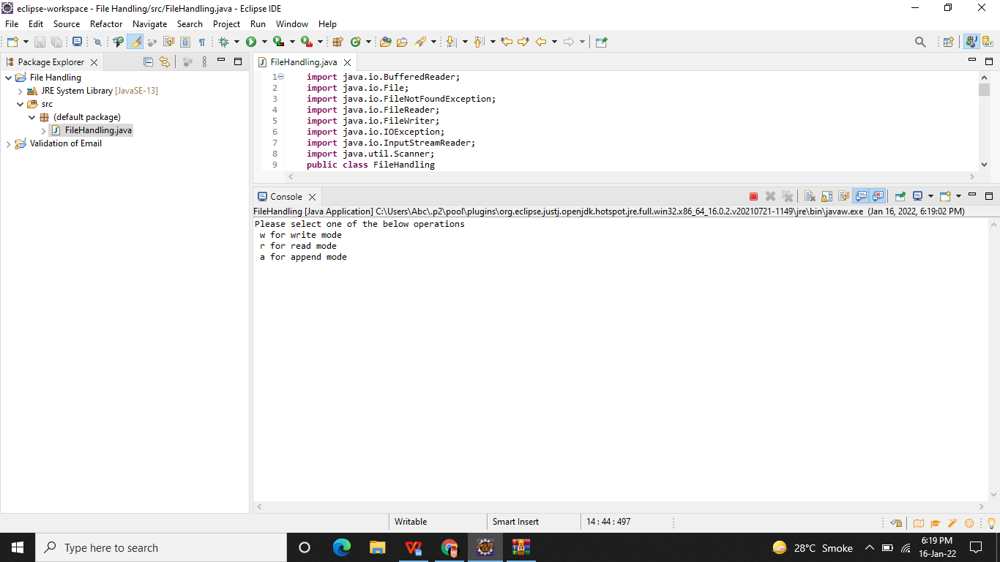 eclipse-workspace - File Handling/src/FileHandling.java - Eclipse IDE
File Edit Source Refactor Navigate Search Project Run Window Help
Package Explorer
File Handling
JRE System Library [JavaSE-13]
src
(default package)
FileHandling.java
Validation of Email
FileHandling.java
1 import java.io.BufferedReader;
2 import java.io.File;
3 import java.io.FileNotFoundException;
4 import java.io.FileReader;
5 import java.io.FileWriter;
6 import java.io.IOException;
7 import java.io.InputStreamReader;
8 import java.util.Scanner;
9 public class FileHandling
Console
FileHandling [Java Application] C:\Users\Abc\.p2\pool\plugins\org.eclipse.justj.openjdk.hotspot.jre.full.win32.x86_64_16.0.2.v20210721-1149\jre\bin\javaw.exe (Jan 16, 2022, 6:19:02 PM)
Please select one of the below operations
w for write mode
r for read mode
a for append mode
Writable Smart Insert 14 : 44 : 497
Type here to search
28°C Smoke
6:19 PM
16-Jan-22